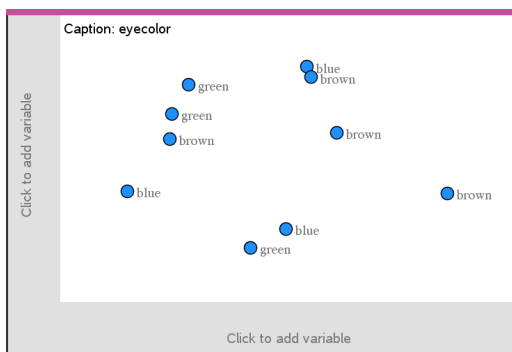 Caption: eyecolor
blue
brown
green
green
brown
brown
blue
brown
blue
green
Click to add variable
Click to add variable